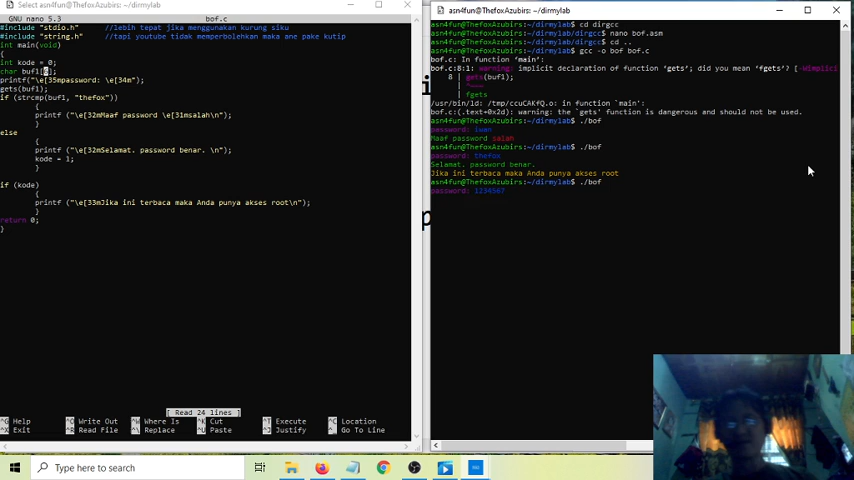 Select asn4fun@ThefoxAzubirs: ~/dirmylab
GNU nano 5.3 bof.c
#include "stdio.h" //lebih tepat jika menggunakan kurung siku
#include "string.h" //tapi youtube tidak memperbolehkan maka ane pake kutip
int main(void)
{
int kode = 0;
char buf1[8];
printf("\e[35mpassword: \e[34m");
gets(buf1);
if (strcmp(buf1, "thefox"))
{
printf ("\e[32mMaaf password \e[31msalah\n");
}
else
{
printf ("\e[32mSelamat. password benar. \n");
kode = 1;
}
if (kode)
{
printf ("\e[33mJika ini terbaca maka Anda punya akses root\n");
}
return 0;
}
[ Read 24 lines ]
^G Help ^O Write Out ^W Where Is ^K Cut ^T Execute ^C Location
^X Exit ^R Read File ^\ Replace ^U Paste ^J Justify ^_ Go To Line
asn4fun@ThefoxAzubirs: ~/dirmylab
asn4fun@ThefoxAzubirs:~/dirmylab$ cd dirgcc
asn4fun@ThefoxAzubirs:~/dirmylab/dirgcc$ nano bof.asm
asn4fun@ThefoxAzubirs:~/dirmylab/dirgcc$ cd ..
asn4fun@ThefoxAzubirs:~/dirmylab$ gcc -o bof bof.c
bof.c: In function 'main':
bof.c:8:1: warning: implicit declaration of function 'gets'; did you mean 'fgets'? [-Wimplici
8 | gets(buf1);
| ^~~~
| fgets
/usr/bin/ld: /tmp/ccuCAKfQ.o: in function `main':
bof.c:(.text+0x2d): warning: the `gets' function is dangerous and should not be used.
asn4fun@ThefoxAzubirs:~/dirmylab$ ./bof
password: iwan
Maaf password salah
asn4fun@ThefoxAzubirs:~/dirmylab$ ./bof
password: thefox
Selamat. password benar.
Jika ini terbaca maka Anda punya akses root
asn4fun@ThefoxAzubirs:~/dirmylab$ ./bof
password: 1234567
Type here to search